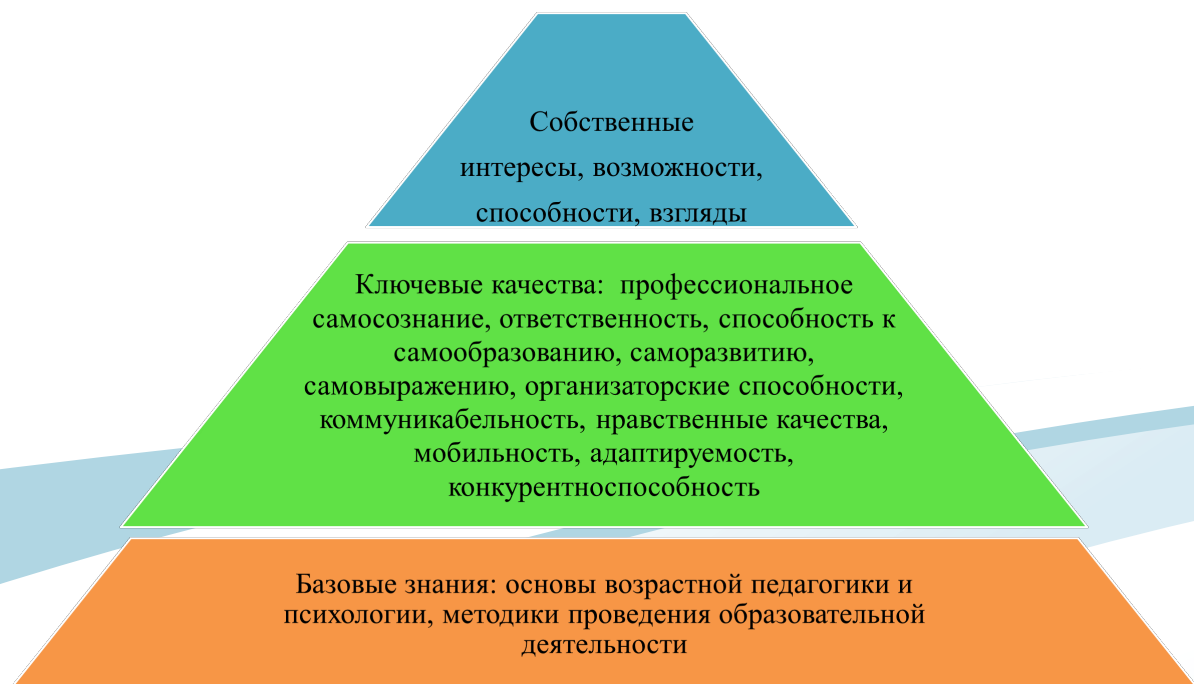 Собственные
интересы, возможности,
способности, взгляды
Ключевые качества:  профессиональное
самосознание, ответственность, способность к
самообразованию, саморазвитию,
самовыражению, организаторские способности,
коммуникабельность, нравственные качества,
мобильность, адаптируемость,
конкурентноспособность
Базовые знания: основы возрастной педагогики и
психологии, методики проведения образовательной
деятельности